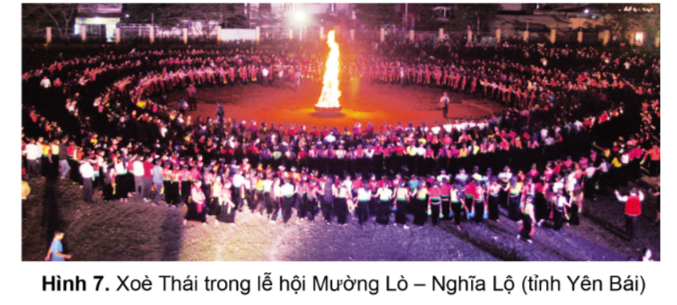 Hình 7. Xoè Thái trong lễ hội Mường Lò – Nghĩa Lộ (tỉnh Yên Bái)